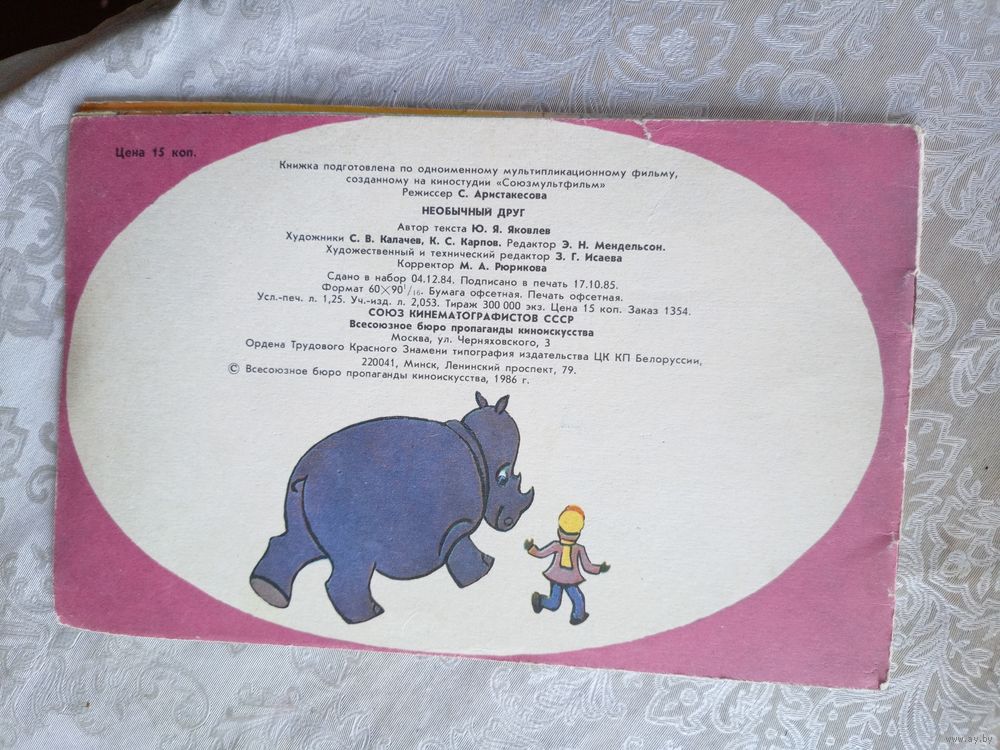 Цена 15 коп.
Книжка подготовлена по одноименному мультипликационному фильму,
созданному на киностудии «Союзмультфильм»
Режиссер С. Аристакесова
НЕОБЫЧНЫЙ ДРУГ
Автор текста Ю. Я. Яковлев
Художники С. В. Калачев, К. С. Карпов. Редактор Э. Н. Мендельсон.
Художественный и технический редактор З. Г. Исаева
Корректор М. А. Рюрикова
Сдано в набор 04.12.84. Подписано в печать 17.10.85.
Формат 60×90 1/16. Бумага офсетная. Печать офсетная.
Усл.-печ. л. 1,25. Уч.-изд. л. 2,053. Тираж 300 000 экз. Цена 15 коп. Заказ 1354.
СОЮЗ КИНЕМАТОГРАФИСТОВ СССР
Всесоюзное бюро пропаганды киноискусства
Москва, ул. Черняховского, 3
Ордена Трудового Красного Знамени типография издательства ЦК КП Белоруссии,
220041, Минск, Ленинский проспект, 79.
© Всесоюзное бюро пропаганды киноискусства, 1986 г.
www.ay.by